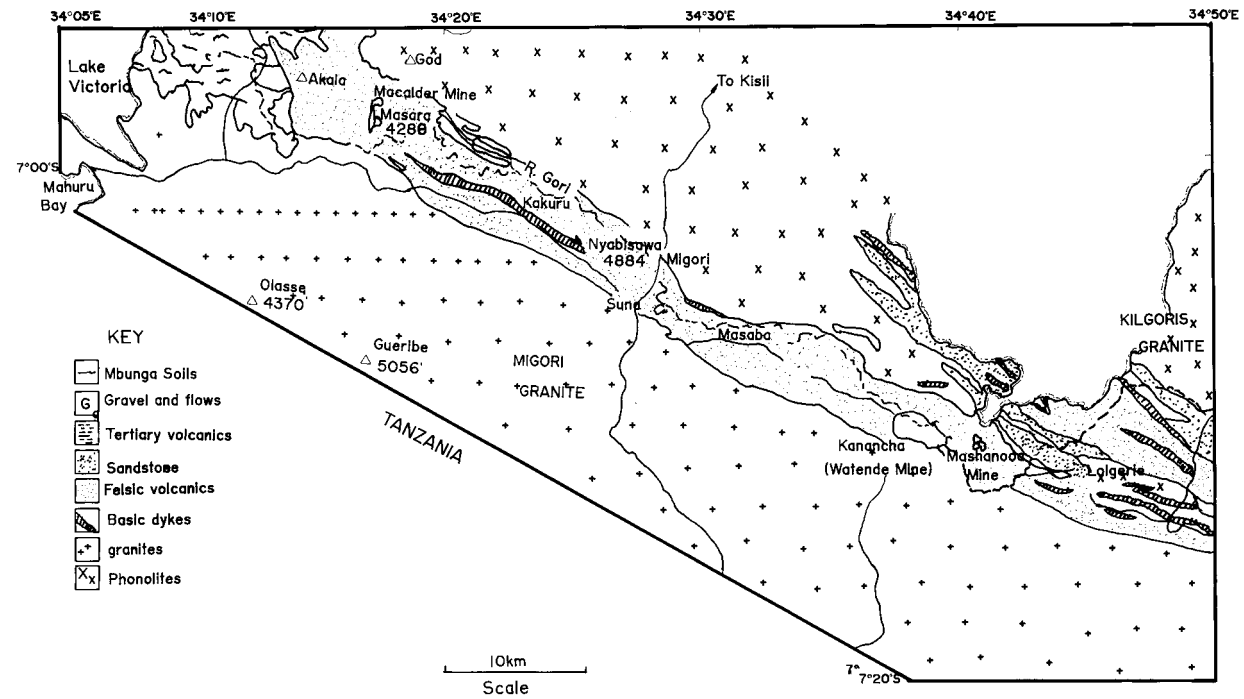 34°05'E
34°10'E
34°20'E
34°30'E
34°40'E
34°50'E
Lake
Victoria
God
Akala
To Kisii
Macalder Mine
Masara
4288
7°00'S
Mahuru
Bay
R. Gori
Kakuru
Nyabisawa
4884'
Migori
Olasse
4370'
Suna
Masaba
KILGORIS
GRANITE
Gueribe
5056'
MIGORI
GRANITE
TANZANIA
Kanancha
(Watende Mine)
Mashanooa
Mine
Lolgerie
KEY
Mbunga Soils
G Gravel and flows
Tertiary volcanics
Sandstone
Felsic volcanics
Basic dykes
granites
Phonolites
10km
Scale
7°20'S